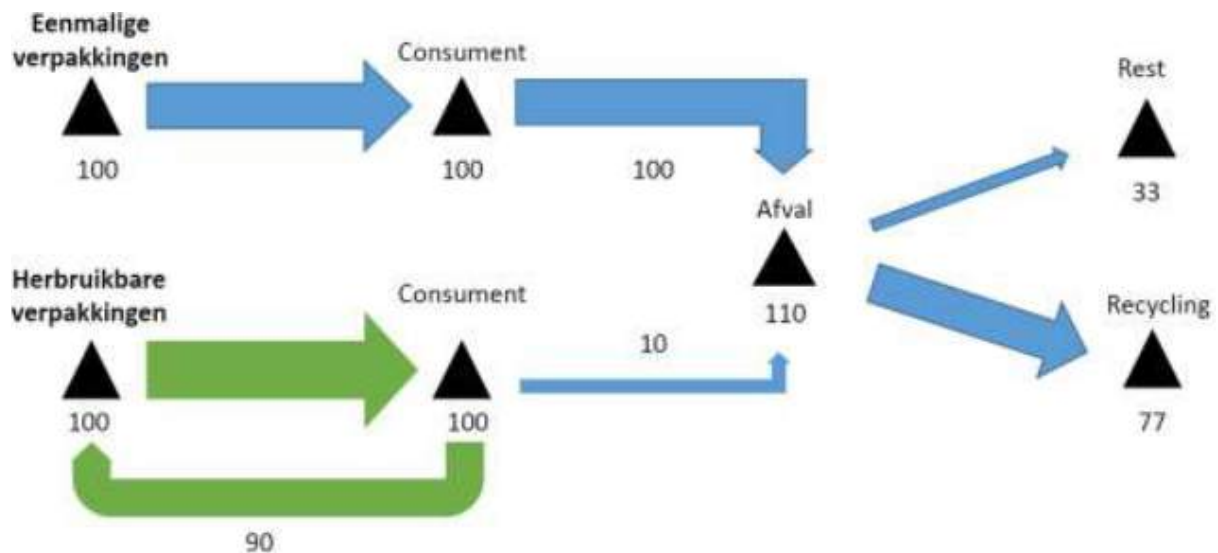 Eenmalige
verpakkingen
Consument
100
100
100
Rest
33
Afval
110
Herbruikbare
verpakkingen
Consument
100
100
10
90
Recycling
77